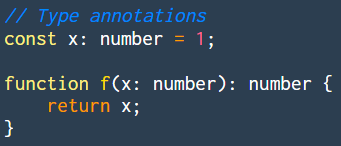 // Type annotations
const x: number = 1;

function f(x: number): number {
    return x;
}